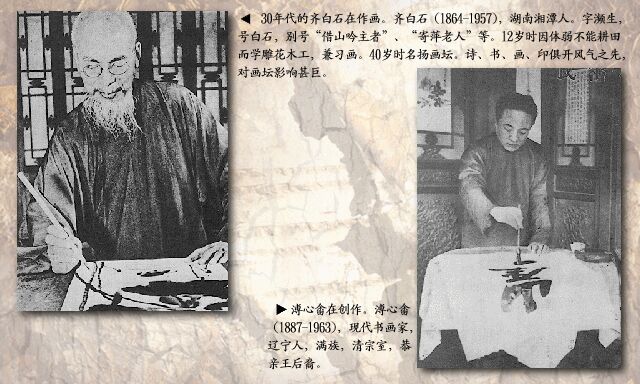 ◀ 30年代的齐白石在作画。齐白石（1864-1957），湖南湘潭人。字濒生，
号白石，别号“借山吟主者”、“寄萍老人”等。12岁时因体弱不能耕田
而学雕花木工，兼习画。40岁时名扬画坛。诗、书、画、印俱开风气之先，
对画坛影响甚巨。
▶ 溥心畬在创作。溥心畬
（1887-1963），现代书画家，
辽宁人，满族，清宗室，恭
亲王后裔。